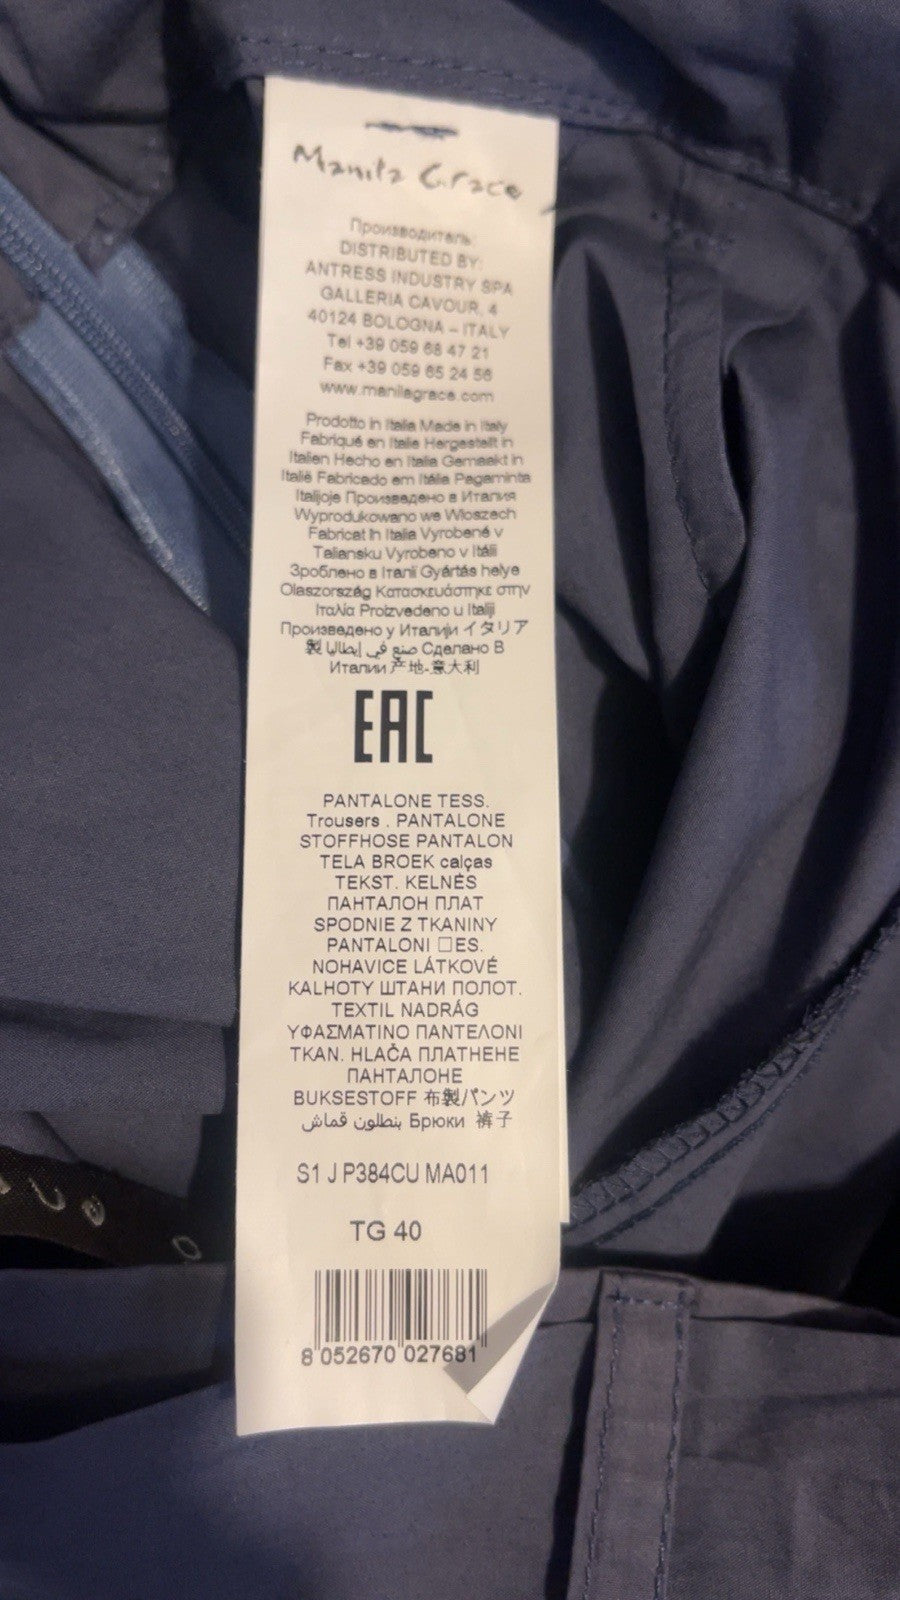 Manila Grace
Производитель:
DISTRIBUTED BY:
ANTRESS INDUSTRY SPA
GALLERIA CAVOUR, 4
40124 BOLOGNA – ITALY
Tel +39 059 68 47 21
Fax +39 059 65 24 56
www.manilagrace.com
Prodotto in Italia Made in Italy
Fabriqué en Italie Hergestellt in
Italien Hecho en Italia Gemaakt in
Italië Fabricado em Itália Pagaminta
Italijoje Произведено в Италия
Wyprodukowano we Włoszech
Fabricat în Italia Vyrobené v
Taliansku Vyrobeno v Itálii
Зроблено в Італії Gyártás helye
Olaszország Κατασκευάστηκε στην
Ιταλία Proizvedeno u Italiji
Произведено у Италији イタリア
製 صنع في إيطاليا Сделано В
Италии 产地-意大利
EAC
PANTALONE TESS.
Trousers . PANTALONE
STOFFHOSE PANTALON
TELA BROEK calças
TEKST. KELNĖS
ПАНТАЛОН ПЛАТ
SPODNIE Z TKANINY
PANTALONI □ES.
NOHAVICE LÁTKOVÉ
KALHOTY ШТАНИ ПОЛОТ.
TEXTIL NADRÁG
ΥΦΑΣΜΑΤΙΝΟ ΠΑΝΤΕΛΟΝΙ
TKAN. HLAČA ПЛАТНЕНЕ
ПАНТАЛОНЕ
BUKSESTOFF 布製パンツ
بنطلون قماش Брюки 裤子
S1 J P384CU MA011
TG 40
8 052670 027681